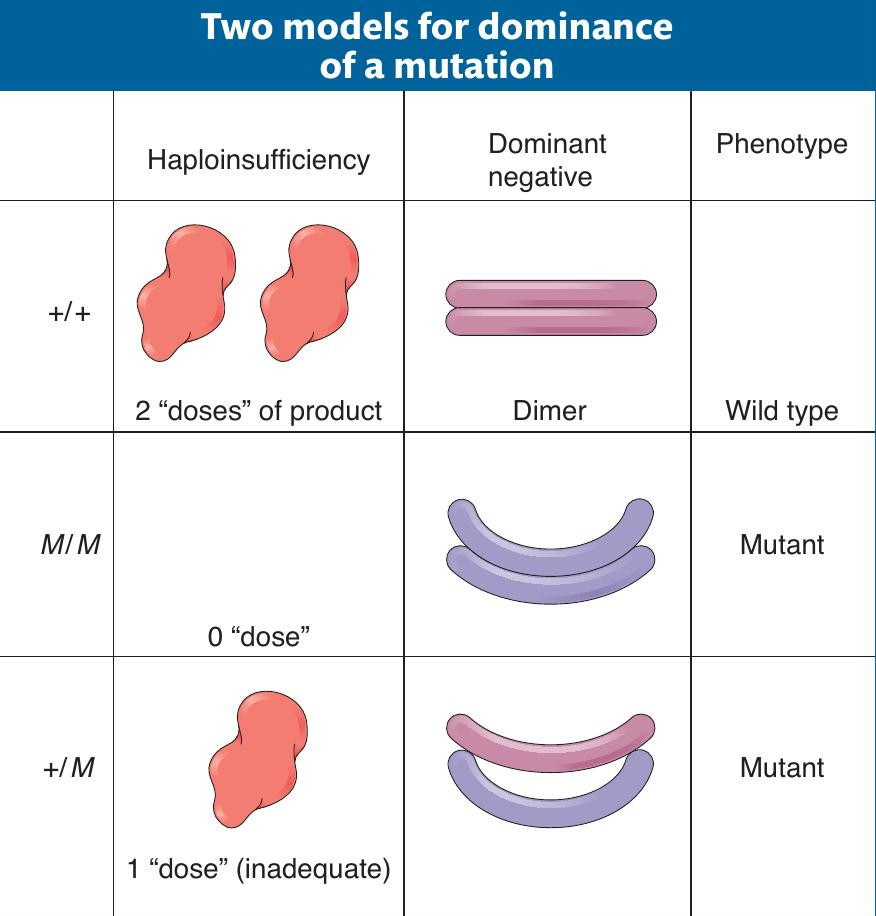 Two models for dominance
of a mutation
Haploinsufficiency
Dominant
negative
Phenotype
+/+
2 “doses” of product
Dimer
Wild type
M/M
0 “dose”
Mutant
+/M
1 “dose” (inadequate)
Mutant